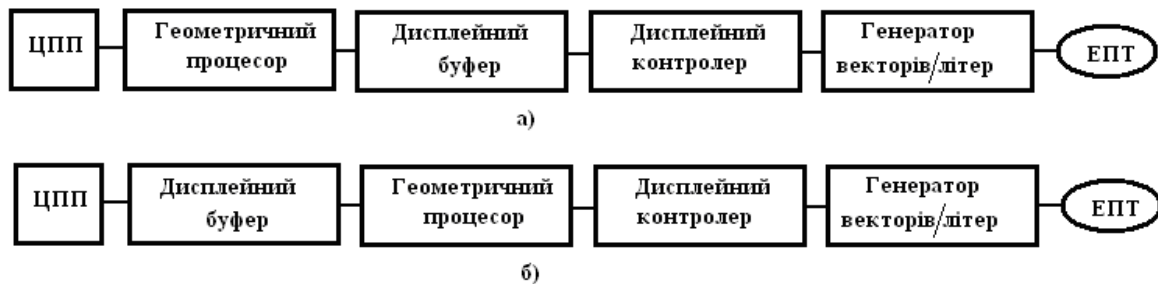 ЦПП
Геометричний
процесор
Дисплейний
буфер
Дисплейний
контролер
Генератор
векторів/літер
ЕПТ
а)
ЦПП
Дисплейний
буфер
Геометричний
процесор
Дисплейний
контролер
Генератор
векторів/літер
ЕПТ
б)